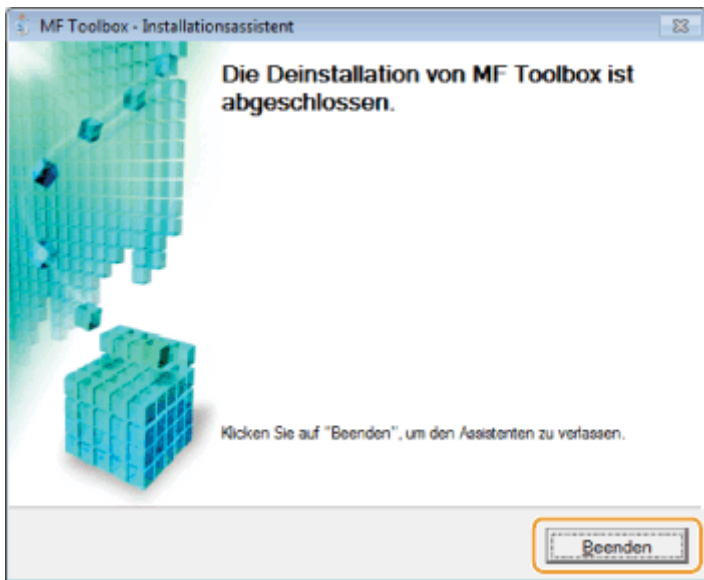 MF Toolbox - Installationsassistent
Die Deinstallation von MF Toolbox ist
abgeschlossen.
Klicken Sie auf "Beenden", um den Assistenten zu verlassen.
Beenden